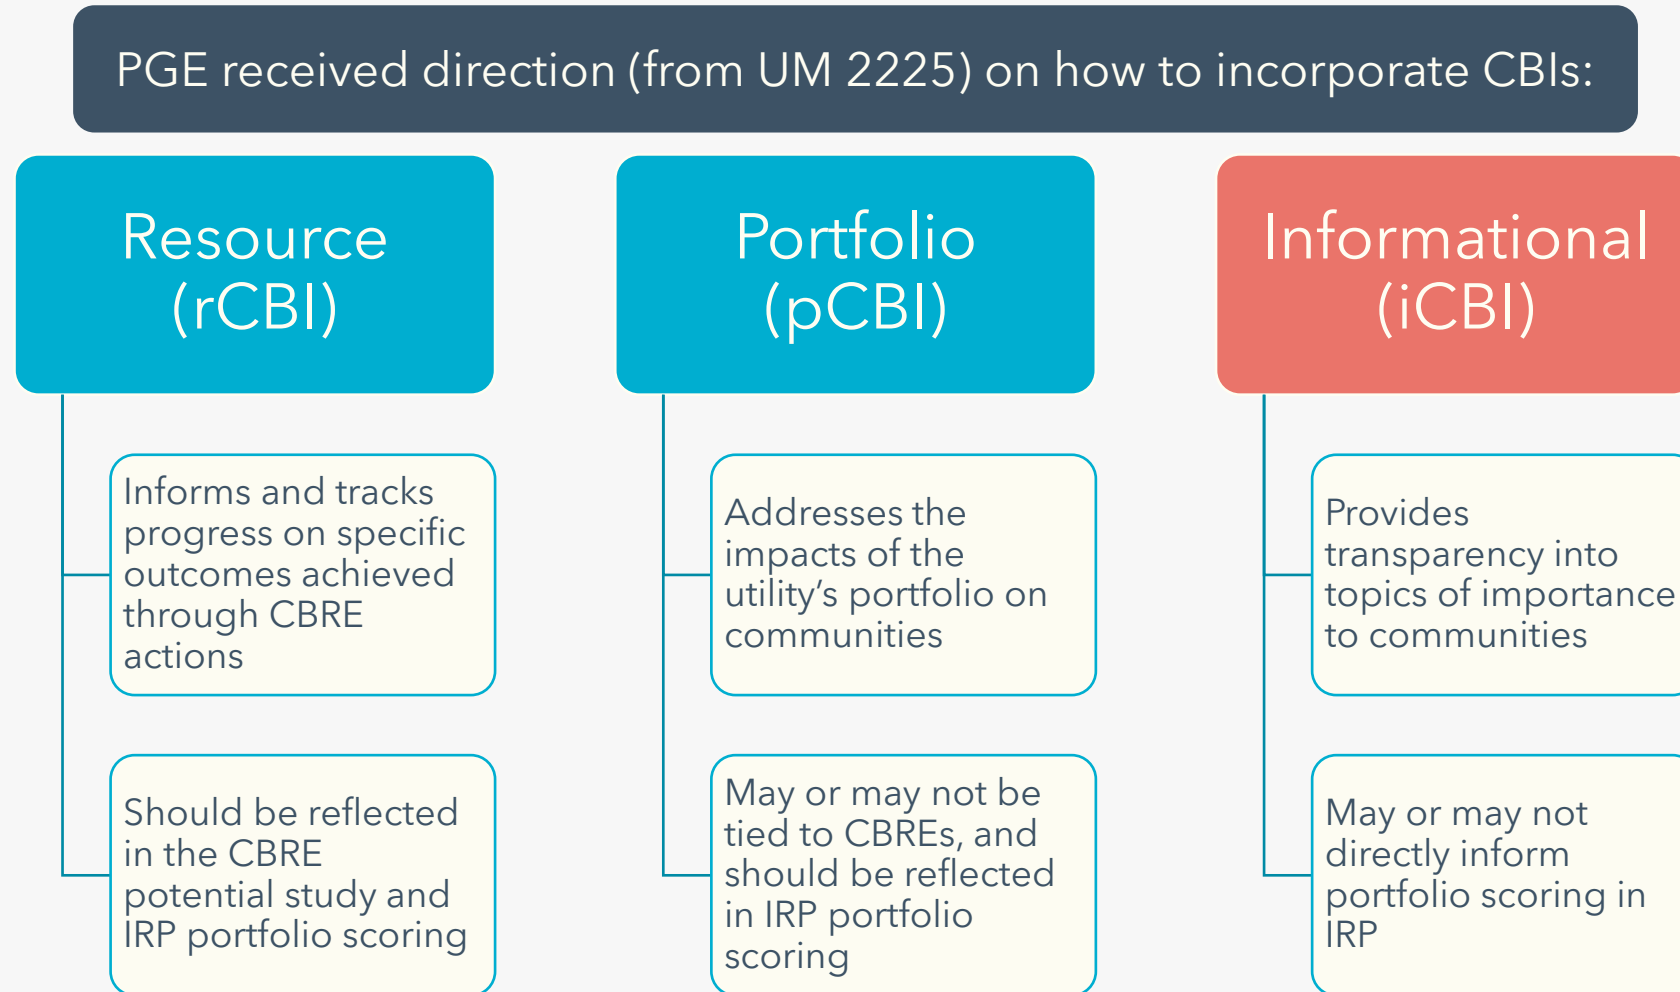 PGE received direction (from UM 2225) on how to incorporate CBIs:
Resource
(rCBI)
Informs and tracks
progress on specific
outcomes achieved
through CBRE
actions
Should be reflected
in the CBRE
potential study and
IRP portfolio scoring
Portfolio
(pCBI)
Addresses the
impacts of the
utility’s portfolio on
communities
May or may not be
tied to CBREs, and
should be reflected
in IRP portfolio
scoring
Informational
(iCBI)
Provides
transparency into
topics of importance
to communities
May or may not
directly inform
portfolio scoring in
IRP